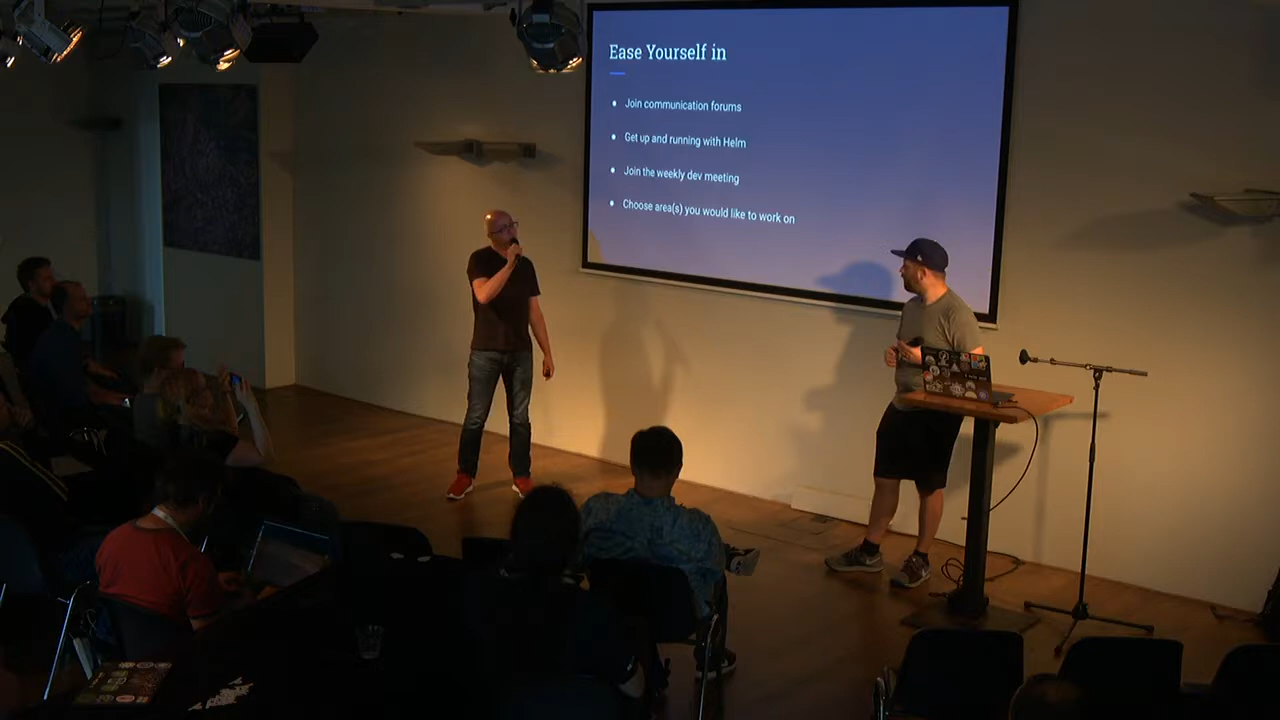 Ease Yourself in
Join communication forums
Get up and running with Helm
Join the weekly dev meeting
Choose area(s) you would like to work on